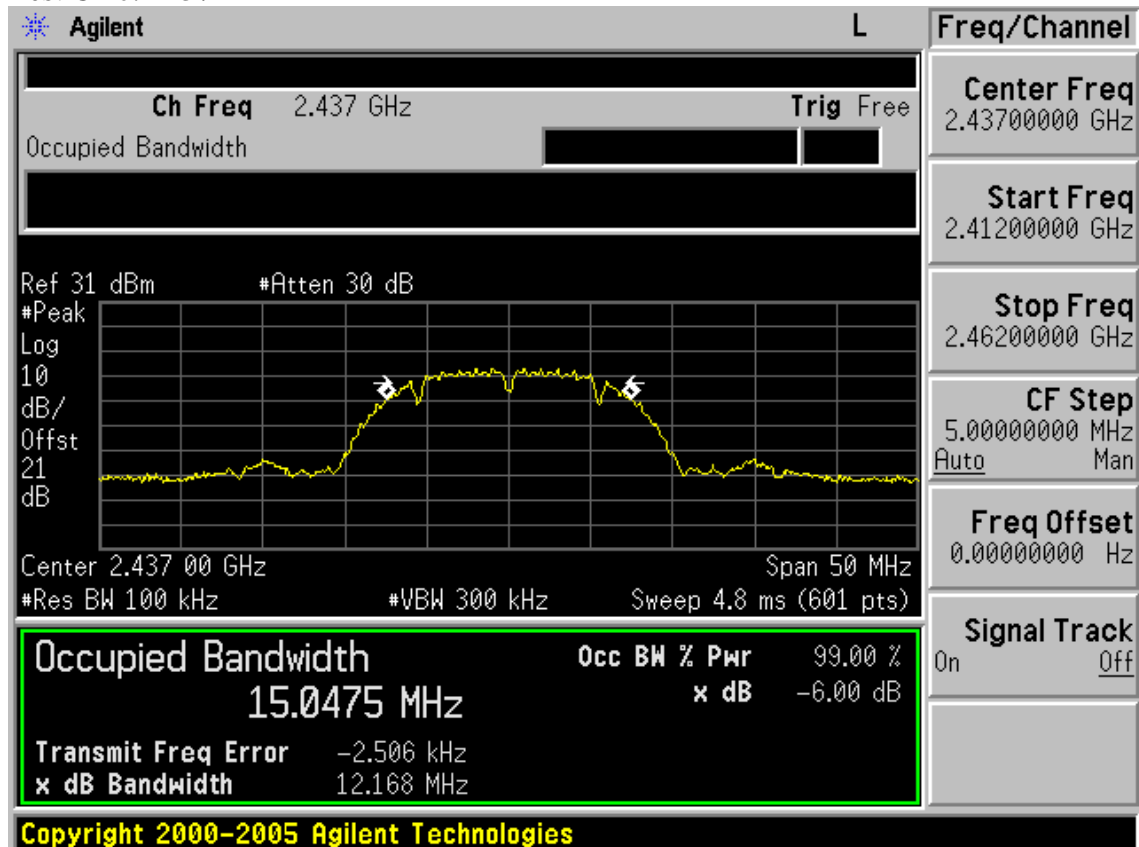 Agilent L Freq/Channel
Ch Freq 2.437 GHz Trig Free
Occupied Bandwidth
Center Freq
2.43700000 GHz
Start Freq
2.41200000 GHz
Stop Freq
2.46200000 GHz
CF Step
5.00000000 MHz
Auto Man
Freq Offset
0.00000000 Hz
Signal Track
On Off
Ref 31 dBm #Atten 30 dB
#Peak
Log
10
dB/
Offst
21
dB
Center 2.437 00 GHz Span 50 MHz
#Res BW 100 kHz #VBW 300 kHz Sweep 4.8 ms (601 pts)
Occupied Bandwidth Occ BW % Pwr 99.00 %
15.0475 MHz x dB -6.00 dB
Transmit Freq Error -2.506 kHz
x dB Bandwidth 12.168 MHz
Copyright 2000-2005 Agilent Technologies